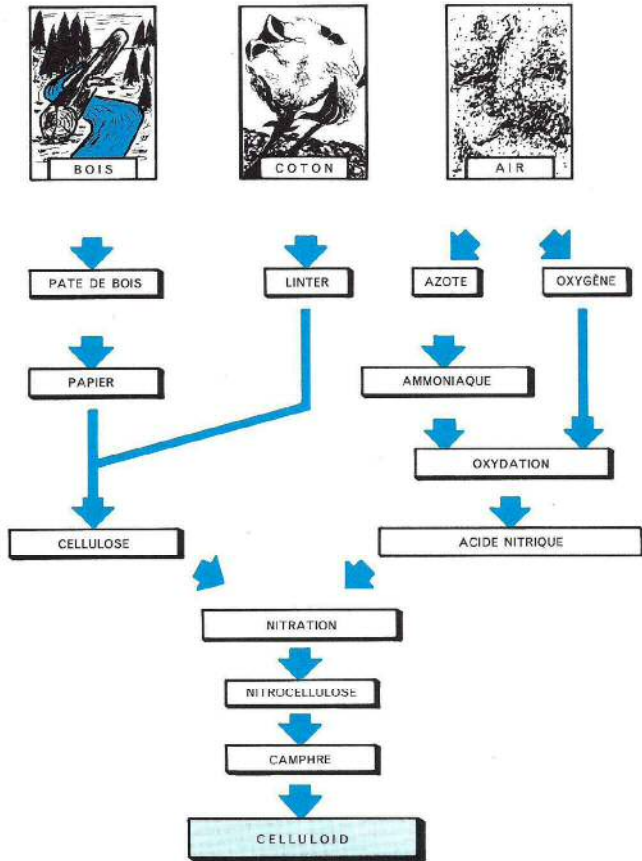 BOIS
COTON
AIR
PATE DE BOIS
LINTER
AZOTE
OXYGÈNE
PAPIER
AMMONIAQUE
OXYDATION
CELLULOSE
ACIDE NITRIQUE
NITRATION
NITROCELLULOSE
CAMPHRE
CELLULOID